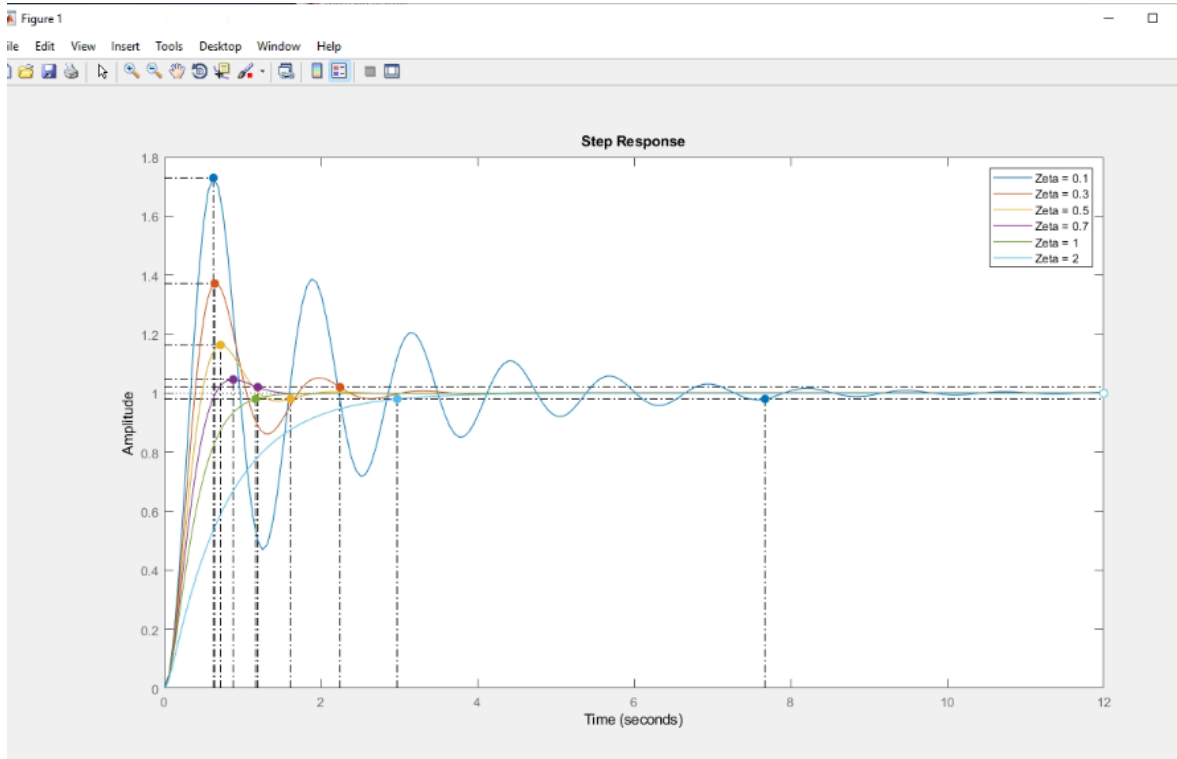 Figure 1
ile Edit View Insert Tools Desktop Window Help
Step Response
1.8
1.6
1.4
1.2
1
0.8
0.6
0.4
0.2
0
Amplitude
Zeta = 0.1
Zeta = 0.3
Zeta = 0.5
Zeta = 0.7
Zeta = 1
Zeta = 2
0 2 4 6 8 10 12
Time (seconds)